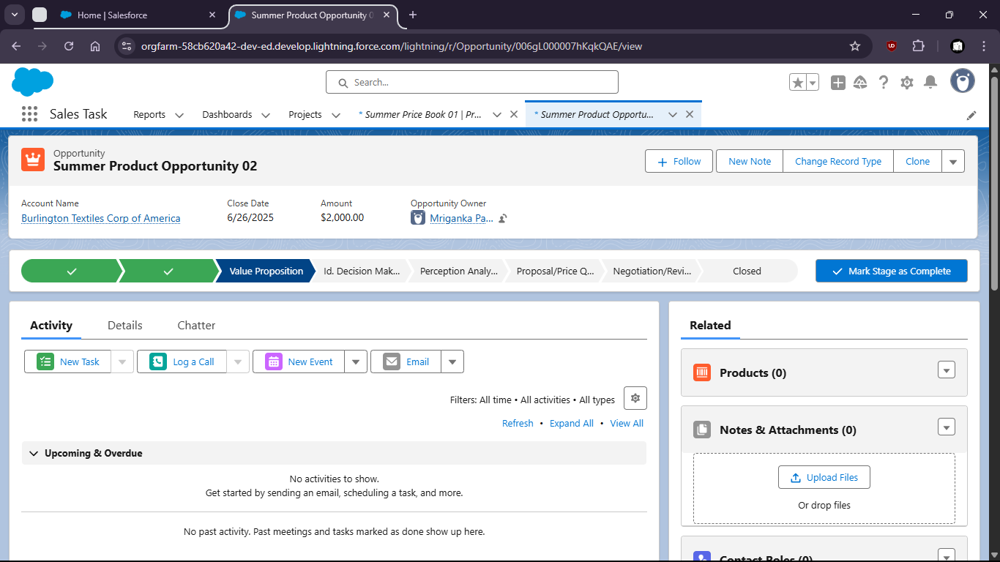 Home | Salesforce
Summer Product Opportunity 0
orgfarm-58cb620a42-dev-ed.develop.lightning.force.com/lightning/r/Opportunity/006gL000007hKqkQAE/view
Search...
Sales Task
Reports
Dashboards
Projects
* Summer Price Book 01 | Pr...
* Summer Product Opportu...
Opportunity
Summer Product Opportunity 02
Follow
New Note
Change Record Type
Clone
Account Name
Close Date
Amount
Opportunity Owner
Burlington Textiles Corp of America
6/26/2025
$2,000.00
Mriganka Pa...
Value Proposition
Id. Decision Mak...
Perception Analy...
Proposal/Price Q...
Negotiation/Revi...
Closed
Mark Stage as Complete
Activity
Details
Chatter
New Task
Log a Call
New Event
Email
Filters: All time • All activities • All types
Refresh • Expand All • View All
Upcoming & Overdue
No activities to show.
Get started by sending an email, scheduling a task, and more.
No past activity. Past meetings and tasks marked as done show up here.
Related
Products (0)
Notes & Attachments (0)
Upload Files
Or drop files
Contact Roles (0)